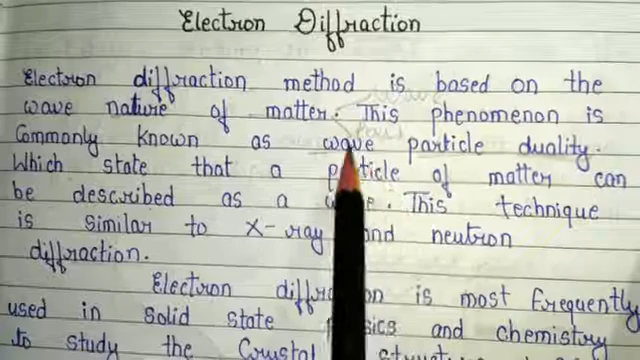 Electron Diffraction
Electron diffraction method is based on the
wave nature of matter. This phenomenon is
Commonly known as wave particle duality.
Which state that a particle of matter can
be described as a This technique
is similar to X-ray and neutron
diffraction.
Electron is most frequently
used in solid state and chemistry
to study the